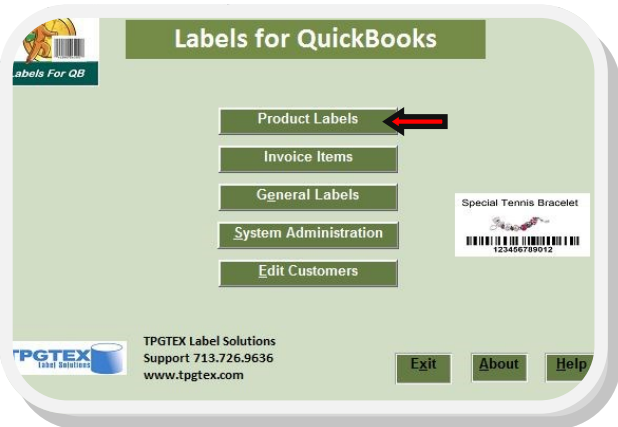 Labels for QuickBooks
Labels For QB
Product Labels
Invoice Items
General Labels
System Administration
Edit Customers
Special Tennis Bracelet
123456789012
TPGTEX
Label Solutions
TPGTEX Label Solutions
Support 713.726.9636
www.tpgtex.com
Exit
About
Help